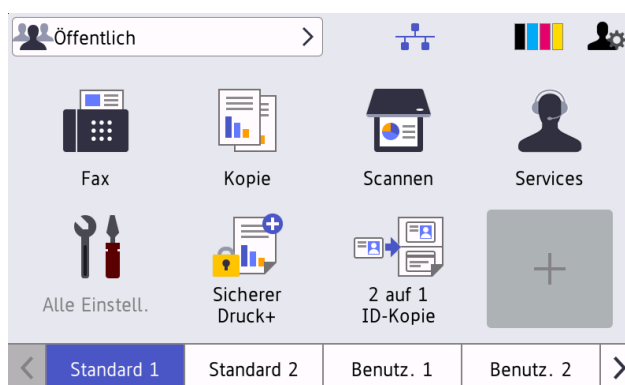 Öffentlich
Fax
Kopie
Scannen
Services
Alle Einstell.
Sicherer
Druck+
2 auf 1
ID-Kopie
Standard 1
Standard 2
Benutz. 1
Benutz. 2